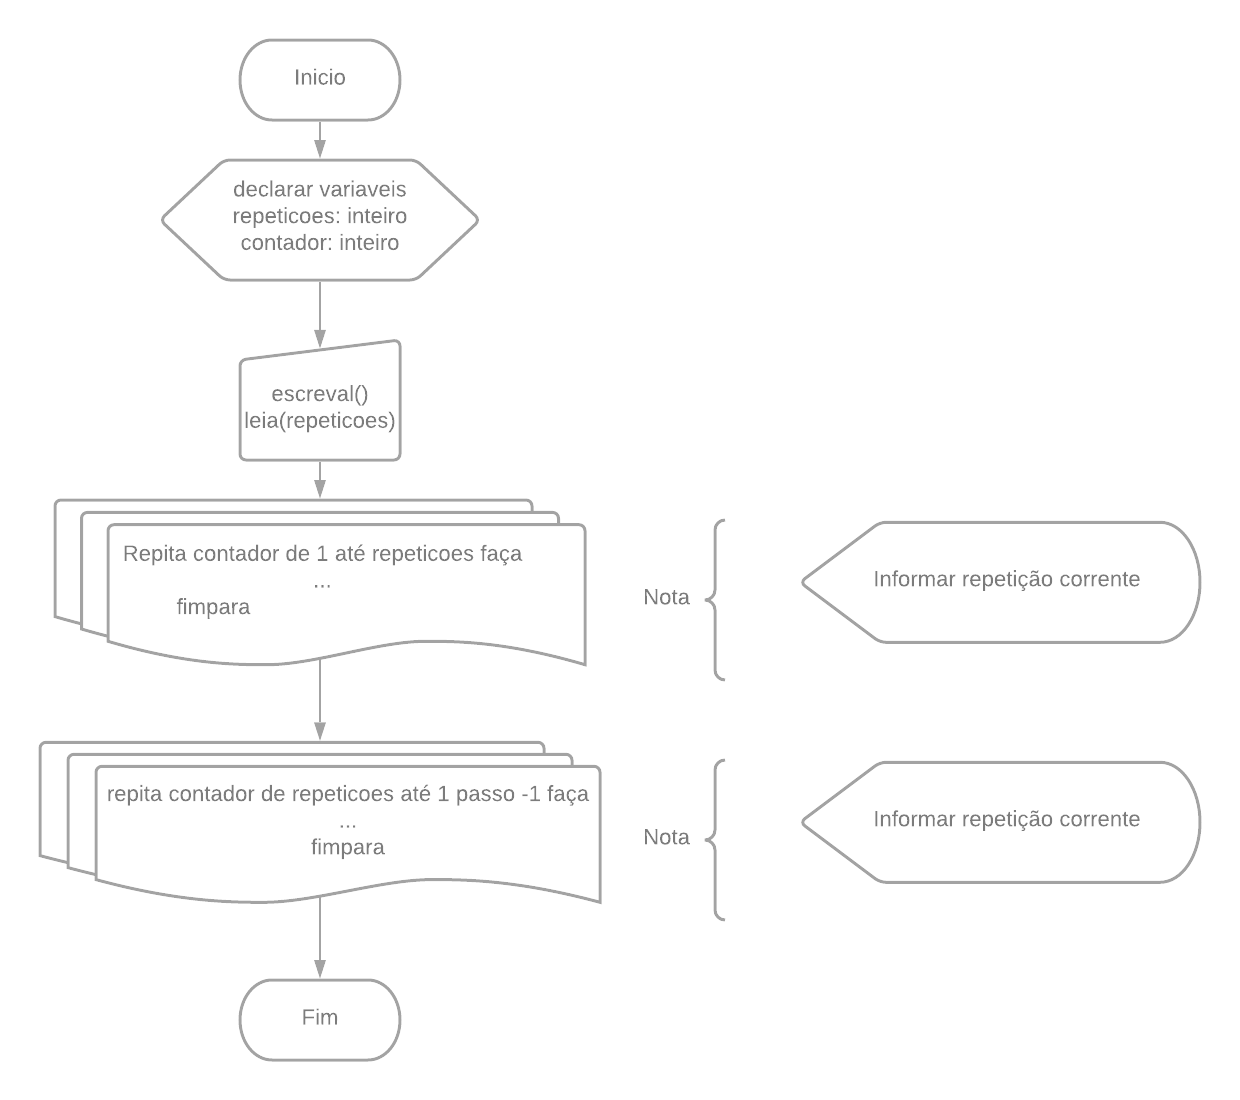 Inicio
declarar variaveis
repeticoes: inteiro
contador: inteiro
escreval()
leia(repeticoes)
Repita contador de 1 até repeticoes faça
...
fimpara
Nota
Informar repetição corrente
repita contador de repeticoes até 1 passo -1 faça
...
fimpara
Nota
Informar repetição corrente
Fim